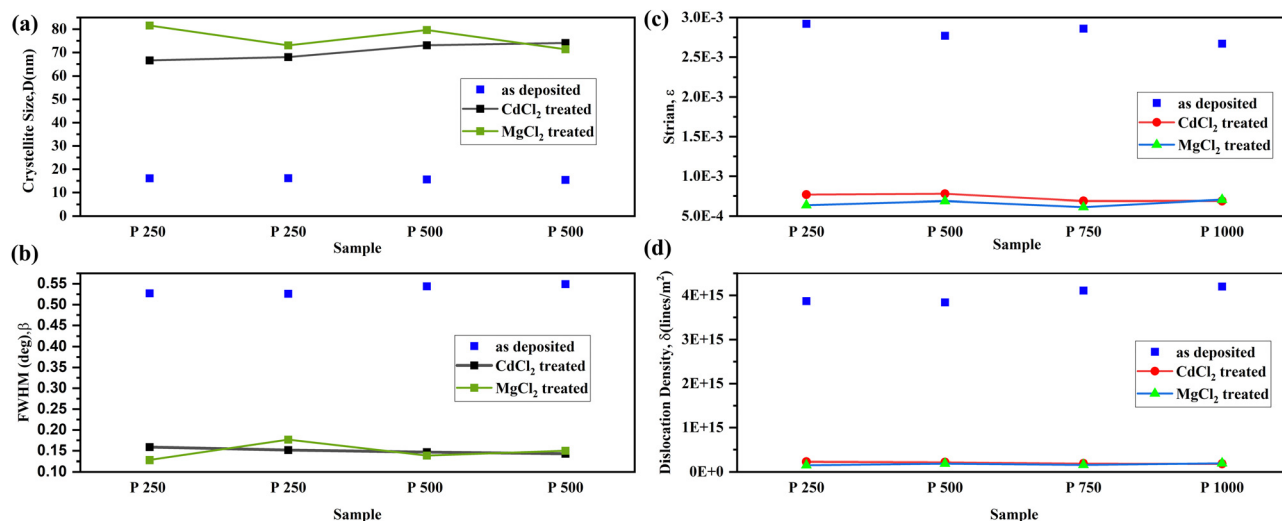 (a)
Crystellite Size,D(nm)
80
70
60
50
40
30
20
10
0
as deposited
CdCl₂ treated
MgCl₂ treated
P 250
P 250
P 500
P 500
Sample
(b)
FWHM (deg),β
0.55
0.50
0.45
0.40
0.35
0.30
0.25
0.20
0.15
0.10
as deposited
CdCl₂ treated
MgCl₂ treated
P 250
P 250
P 500
P 500
Sample
(c)
Strian, ε
3.0E-3
2.5E-3
2.0E-3
1.5E-3
1.0E-3
5.0E-4
as deposited
CdCl₂ treated
MgCl₂ treated
P 250
P 500
P 750
P 1000
Sample
(d)
Dislocation Density, δ(lines/m²)
4E+15
3E+15
2E+15
1E+15
0E+0
as deposited
CdCl₂ treated
MgCl₂ treated
P 250
P 500
P 750
P 1000
Sample